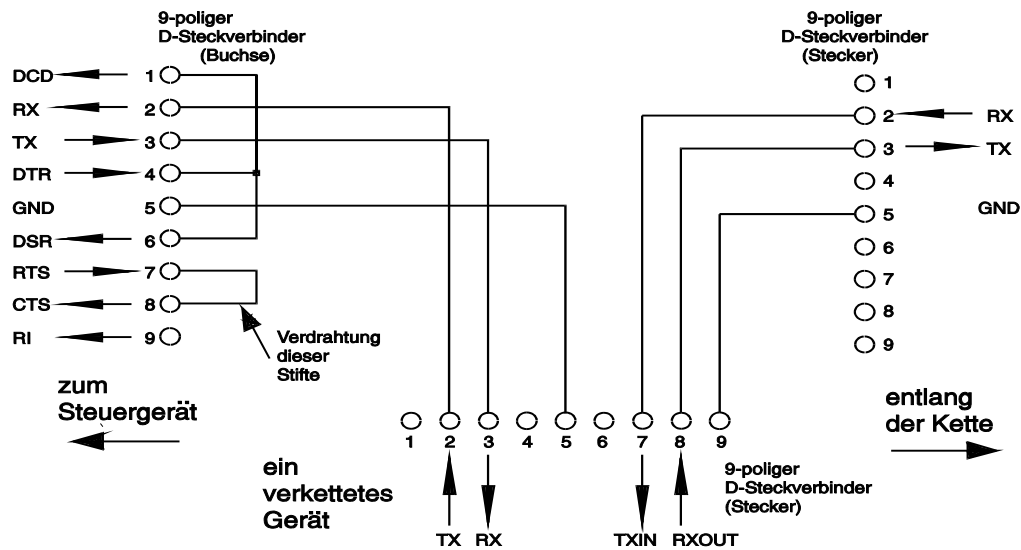 9-poliger
D-Steckverbinder
(Buchse)
DCD 1
RX 2
TX 3
DTR 4
GND 5
DSR 6
RTS 7
CTS 8
RI 9
Verdrahtung
dieser
Stifte
zum
Steuergerät
9-poliger
D-Steckverbinder
(Stecker)
1
2 RX
3 TX
4
5 GND
6
7
8
9
entlang
der Kette
1 2 3 4 5 6 7 8 9
ein
verkettetes
Gerät
9-poliger
D-Steckverbinder
(Stecker)
TX RX TXIN RXOUT